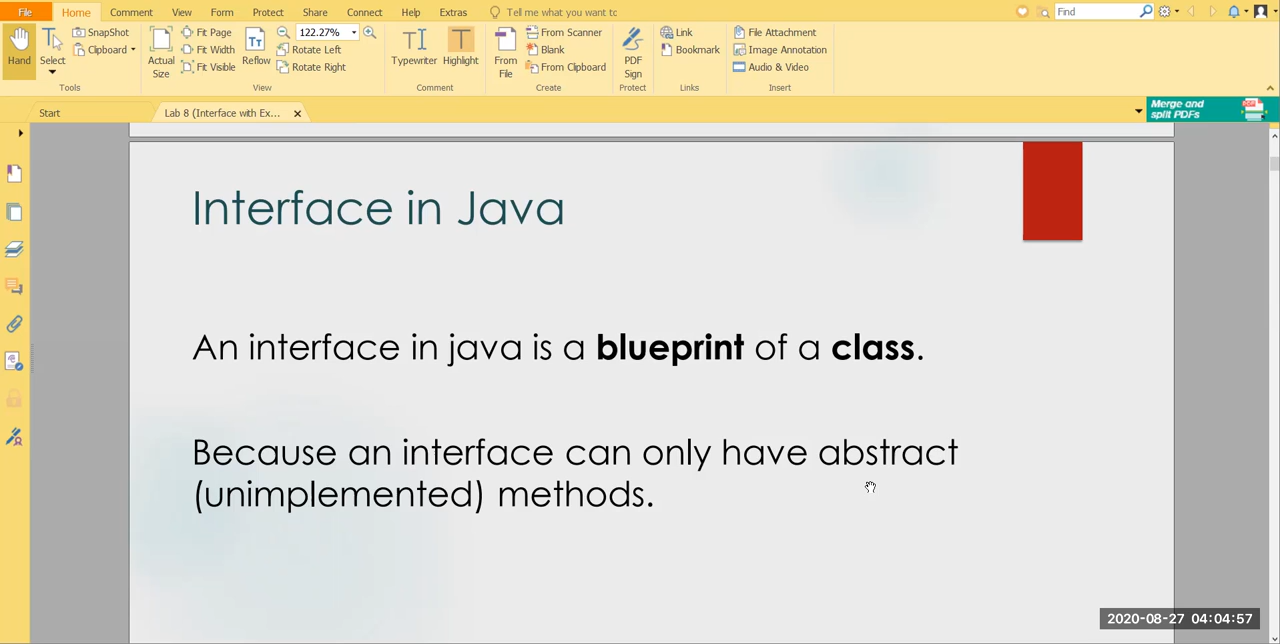 File Home Comment View Form Protect Share Connect Help Extras Tell me what you want tc Find
Hand
Select
SnapShot
Clipboard
Tools
Actual
Size
Fit Page
Fit Width
Fit Visible
Reflow
122.27%
Rotate Left
Rotate Right
View
Typewriter
Highlight
Comment
From
File
From Scanner
Blank
From Clipboard
Create
PDF
Sign
Protect
Link
Bookmark
Links
File Attachment
Image Annotation
Audio & Video
Insert
Start
Lab 8 (Interface with Ex...
Merge and
split PDFs
Interface in Java
An interface in java is a blueprint of a class.
Because an interface can only have abstract
(unimplemented) methods.
2020-08-27 04:04:57